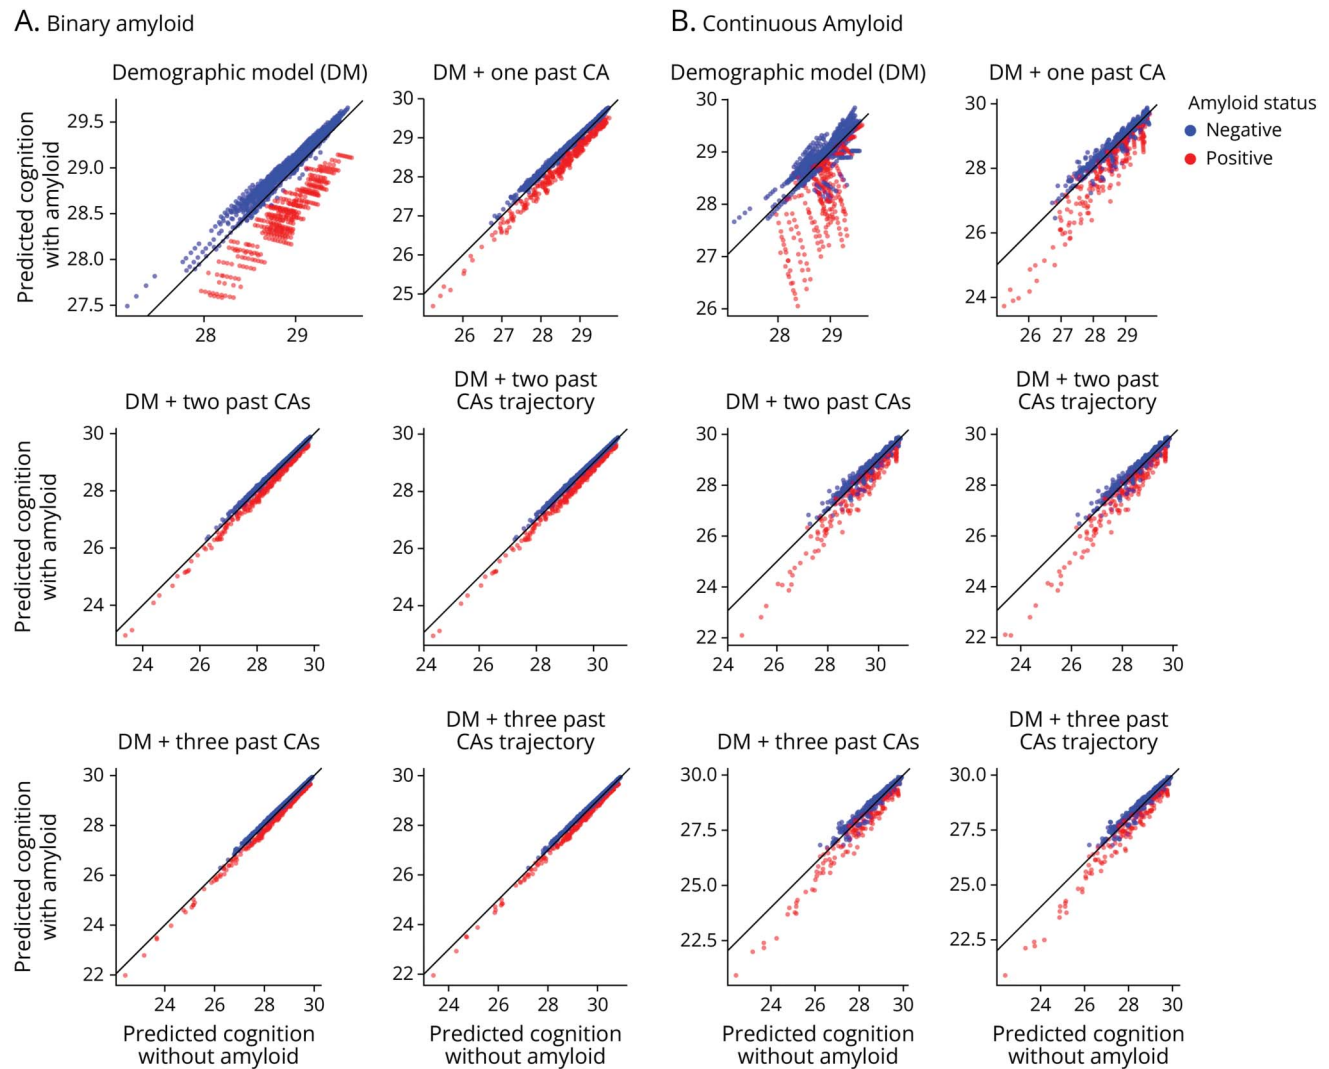 A. Binary amyloid
B. Continuous Amyloid
Demographic model (DM)
DM + one past CA
Demographic model (DM)
DM + one past CA
Amyloid status
Negative
Positive
Predicted cognition
with amyloid
29.5
29.0
28.5
28.0
27.5
28 29
30
29
28
27
26
25
26 27 28 29
30
29
28
27
26
28 29
30
28
26
24
26 27 28 29
DM + two past CAs
DM + two past
CAs trajectory
DM + two past CAs
DM + two past
CAs trajectory
Predicted cognition
with amyloid
30
28
26
24
24 26 28 30
30
28
26
24
24 26 28 30
30
28
26
24
22
24 26 28 30
30
28
26
24
22
24 26 28 30
DM + three past CAs
DM + three past
CAs trajectory
DM + three past CAs
DM + three past
CAs trajectory
Predicted cognition
with amyloid
30
28
26
24
22
24 26 28 30
Predicted cognition
without amyloid
30
28
26
24
22
24 26 28 30
Predicted cognition
without amyloid
30.0
27.5
25.0
22.5
24 26 28 30
Predicted cognition
without amyloid
30.0
27.5
25.0
22.5
24 26 28 30
Predicted cognition
without amyloid